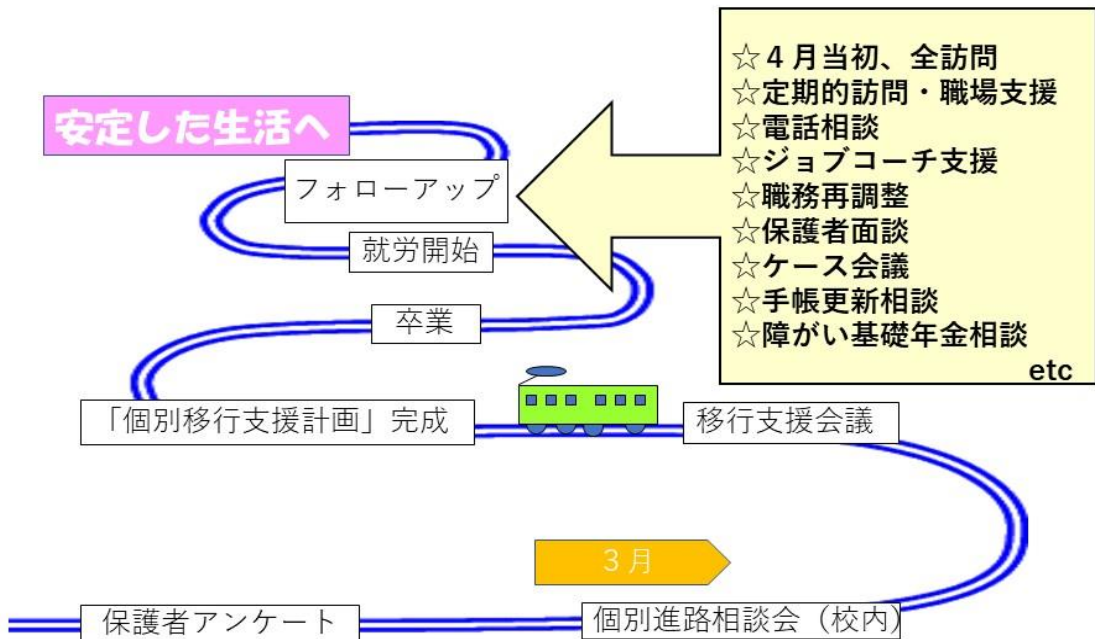 ☆４月当初、全訪問
☆定期的訪問・職場支援
☆電話相談
☆ジョブコーチ支援
☆職務再調整
☆保護者面談
☆ケース会議
☆手帳更新相談
☆障がい基礎年金相談
etc
安定した生活へ
フォローアップ
就労開始
卒業
「個別移行支援計画」完成
移行支援会議
３月
保護者アンケート
個別進路相談会（校内）